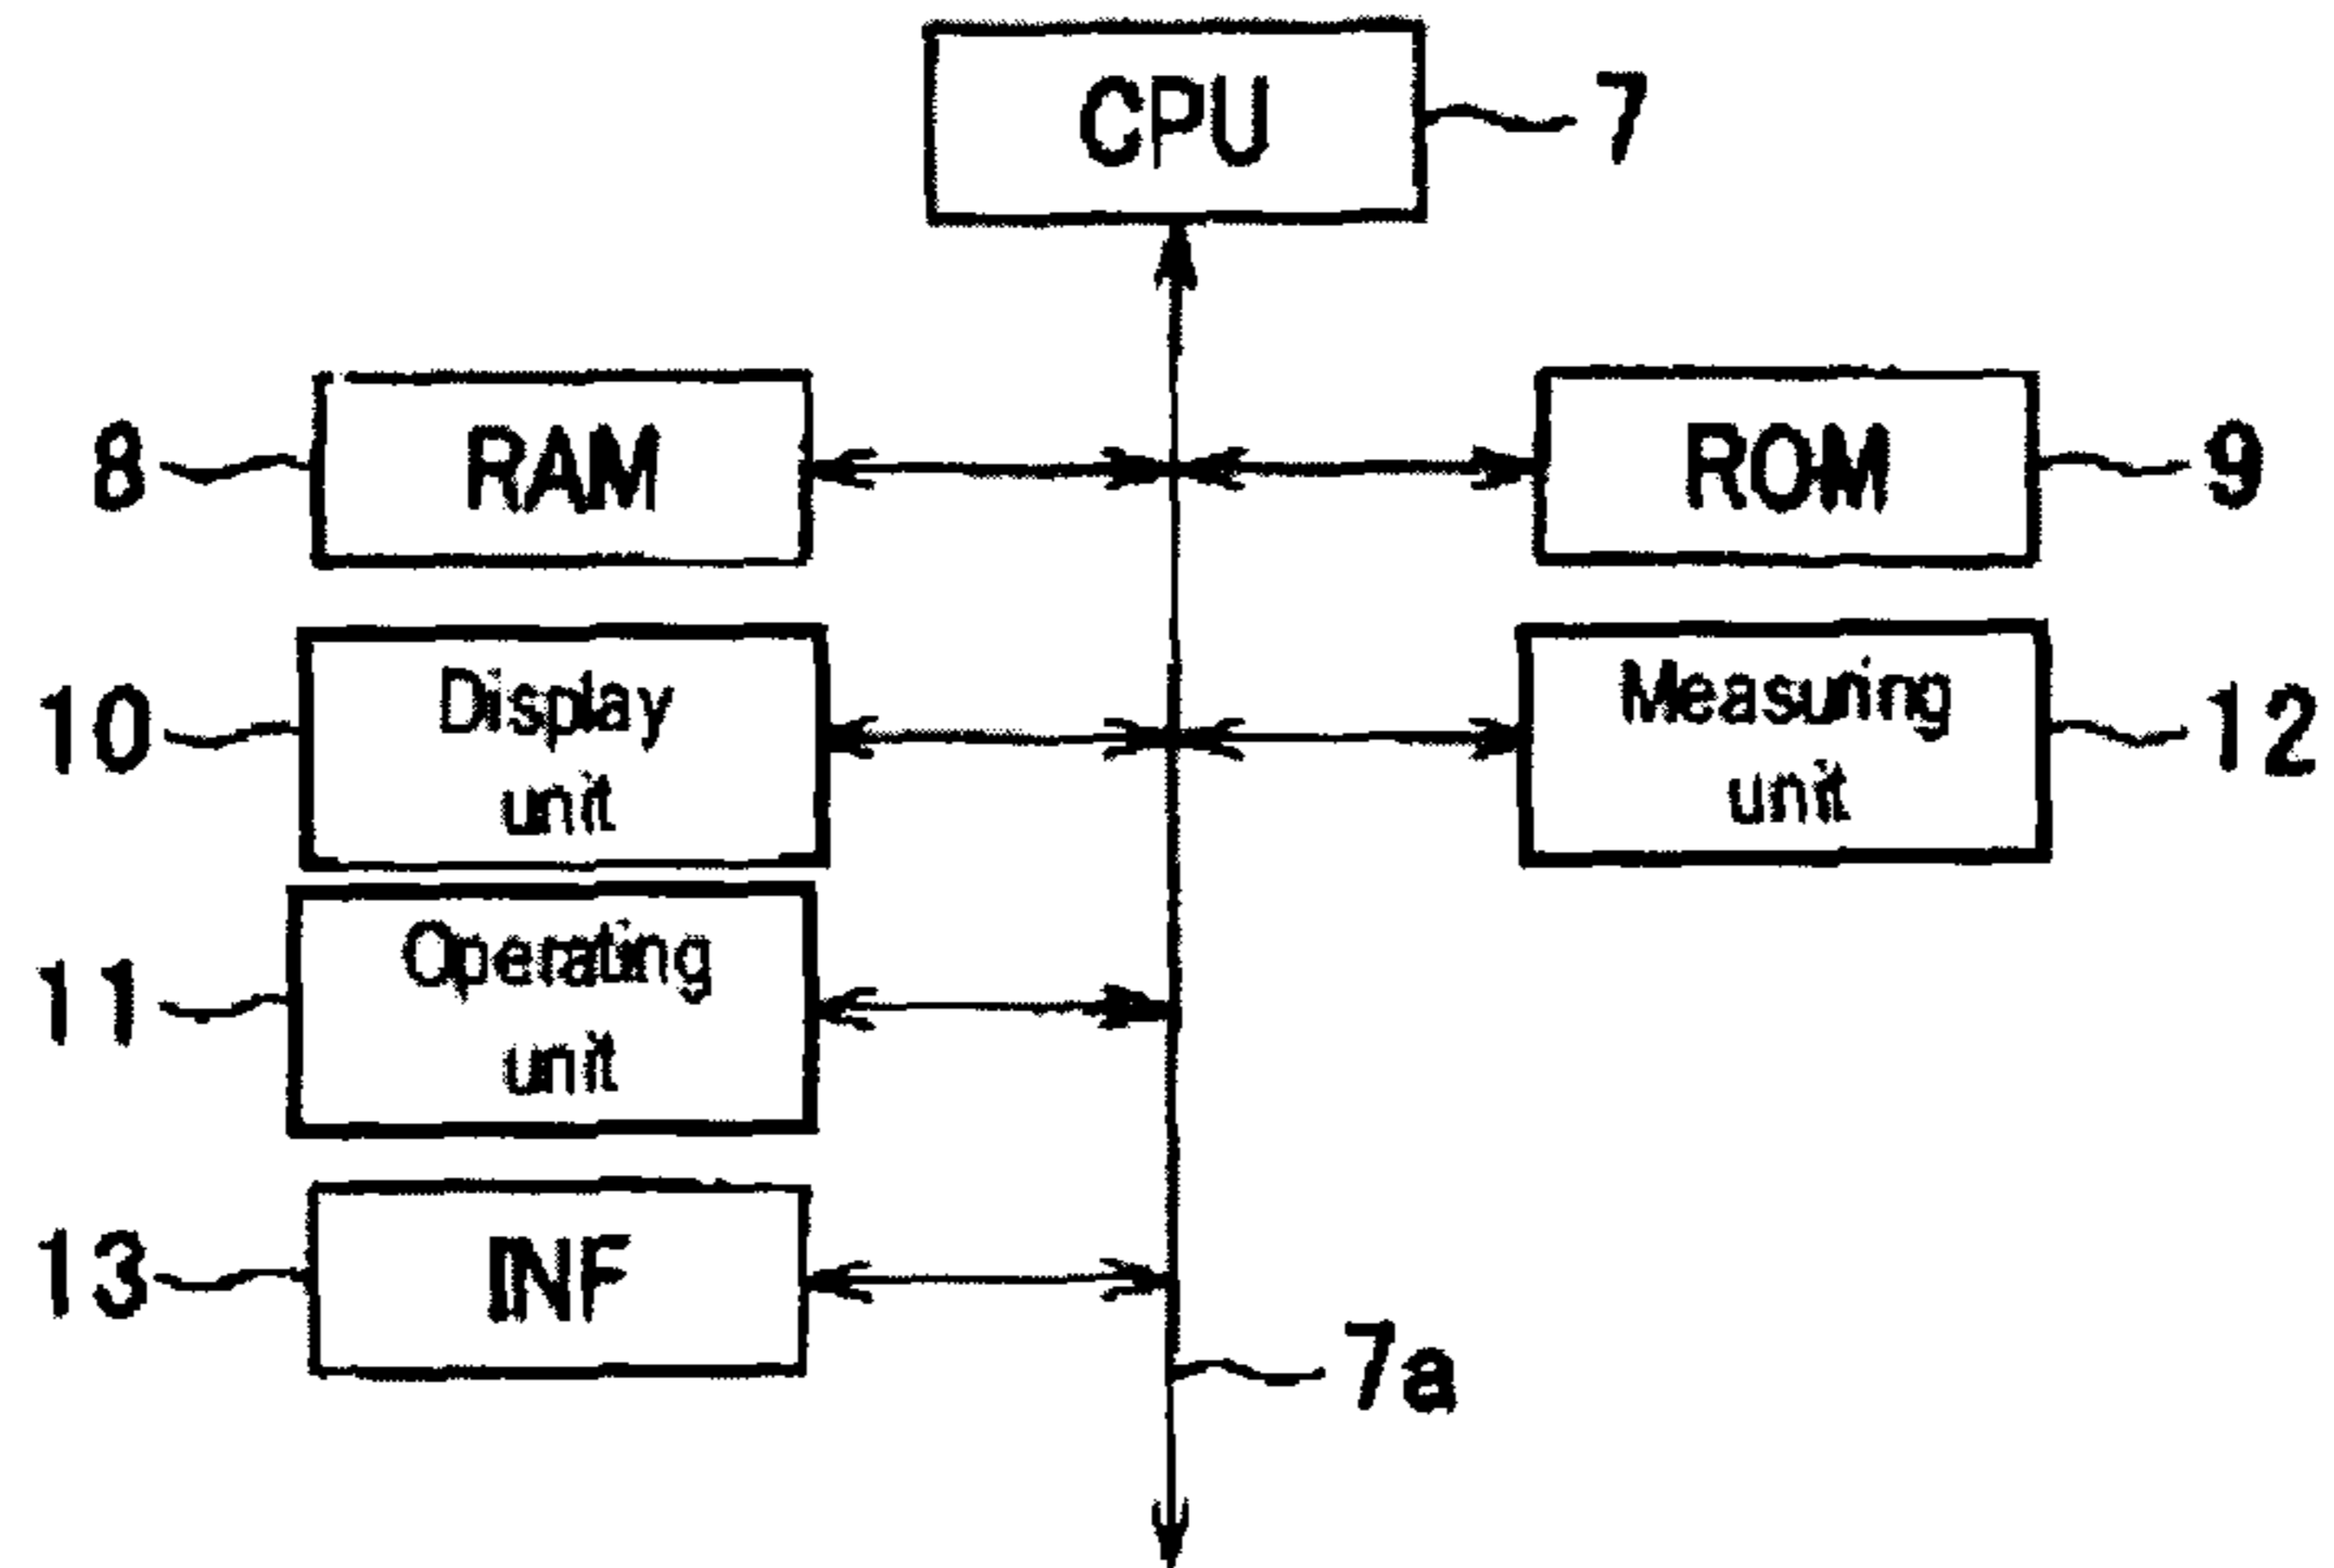 CPU 7
8 RAM ROM 9
10 Display unit Measuring unit 12
11 Operating unit
13 INF
7a